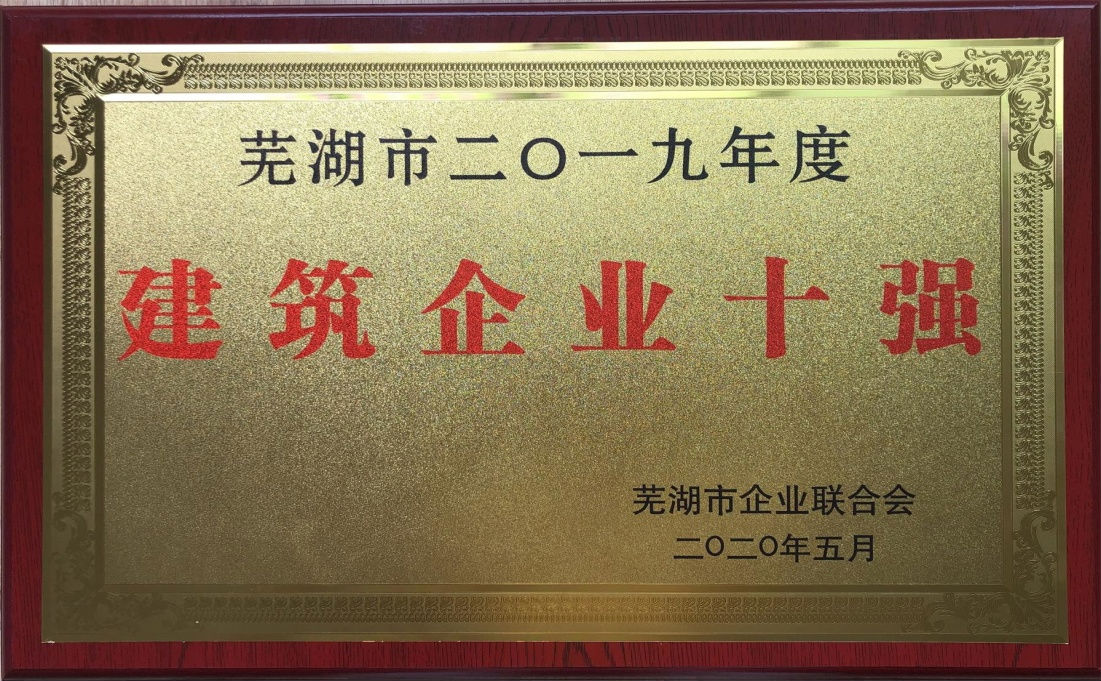 芜湖市二〇一九年度
建筑企业十强
芜湖市企业联合会
二〇二〇年五月